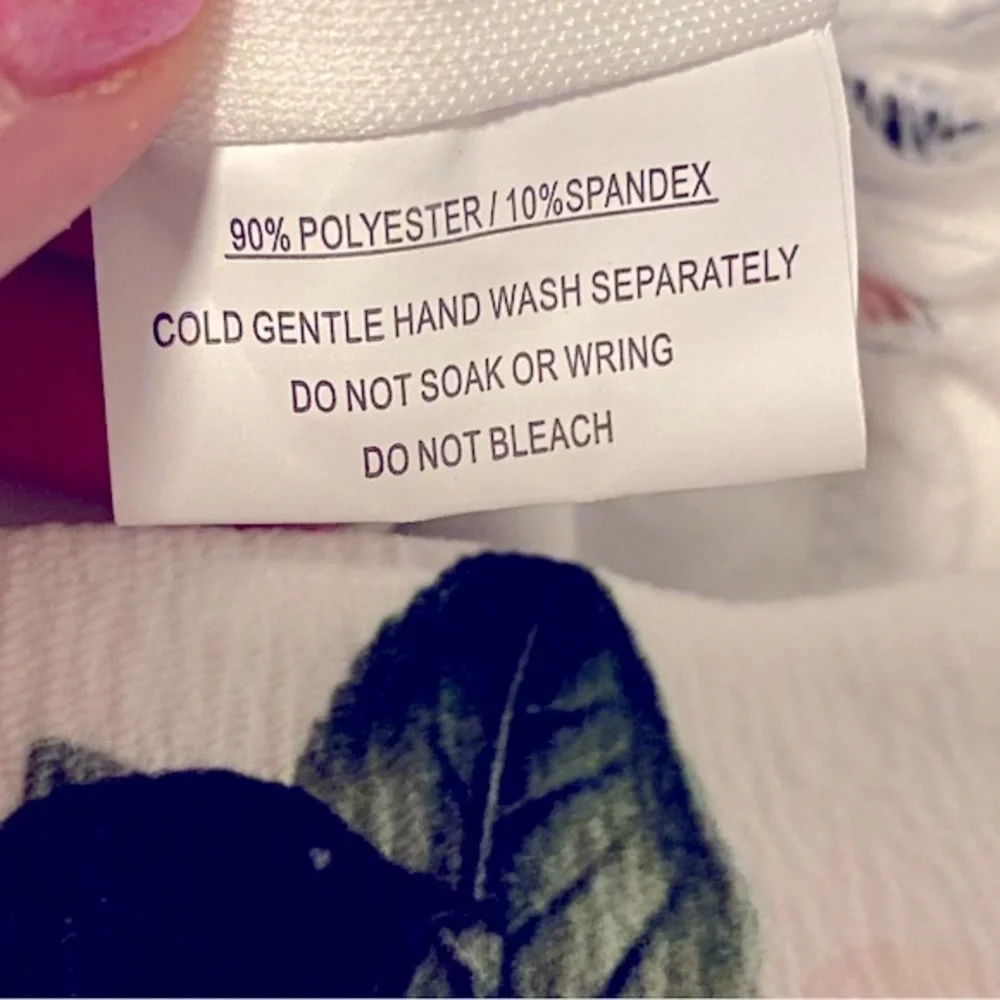 90% POLYESTER / 10%SPANDEX
COLD GENTLE HAND WASH SEPARATELY
DO NOT SOAK OR WRING
DO NOT BLEACH